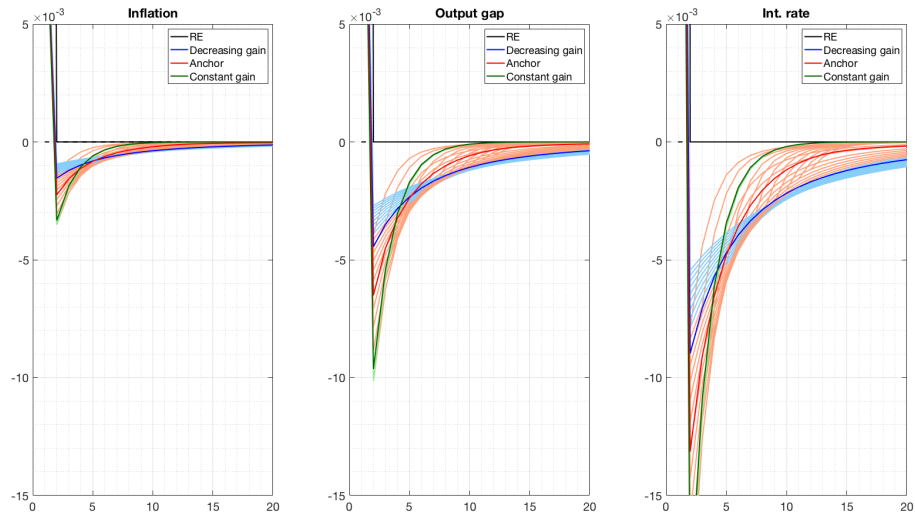 Inflation
×10⁻³
5
0
-5
-10
-15
0
5
10
15
20
RE
Decreasing gain
Anchor
Constant gain
Output gap
×10⁻³
5
0
-5
-10
-15
0
5
10
15
20
RE
Decreasing gain
Anchor
Constant gain
Int. rate
×10⁻³
5
0
-5
-10
-15
0
5
10
15
20
RE
Decreasing gain
Anchor
Constant gain